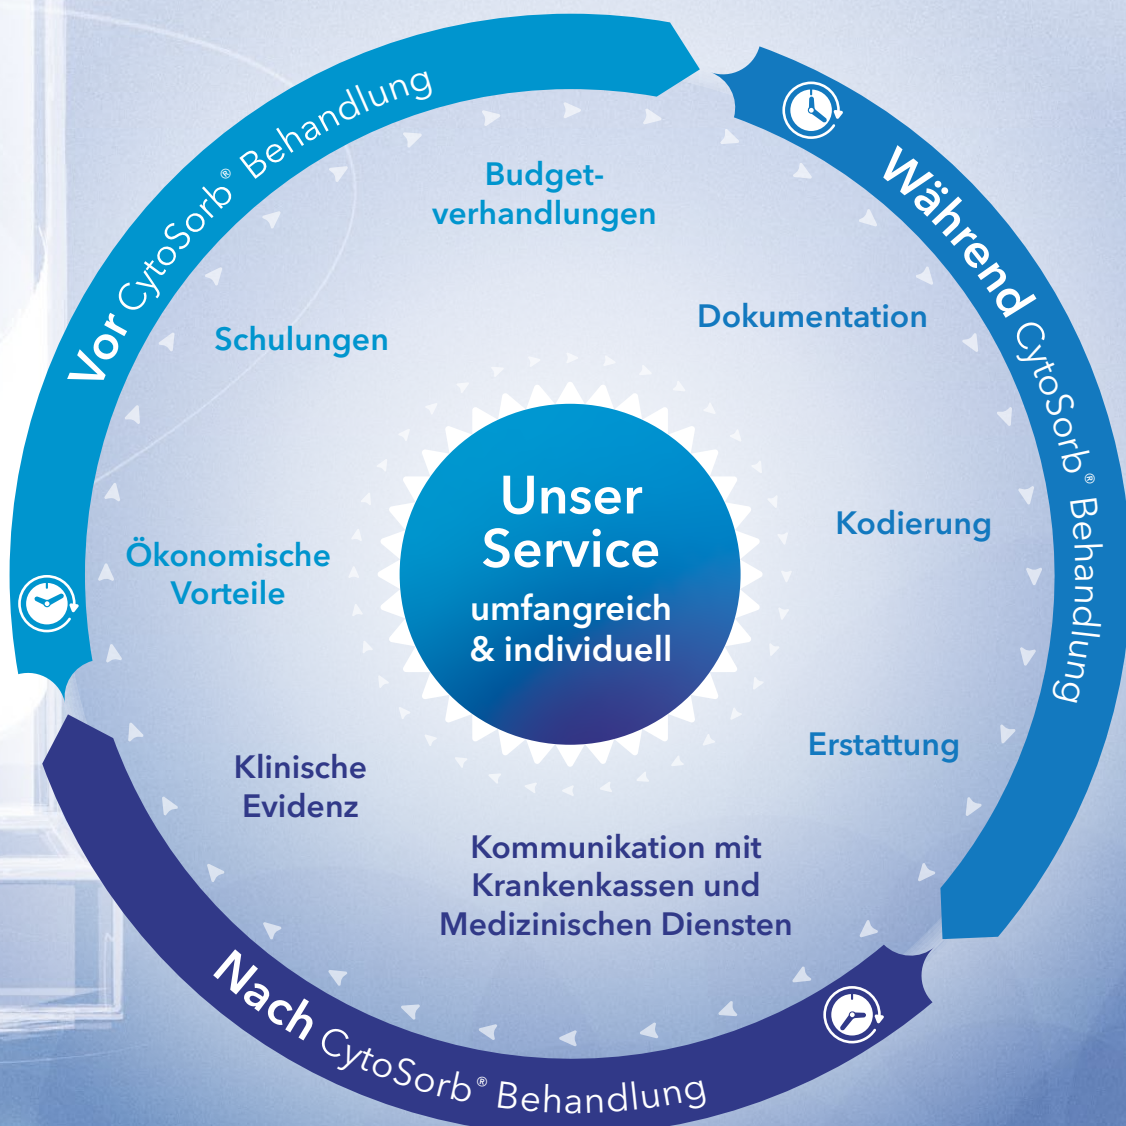 Vor CytoSorb® Behandlung
Budget-
verhandlungen
Schulungen
Ökonomische
Vorteile
Während CytoSorb® Behandlung
Dokumentation
Kodierung
Erstattung
Nach CytoSorb® Behandlung
Kommunikation mit
Krankenkassen und
Medizinischen Diensten
Klinische
Evidenz
Unser
Service
umfangreich
& individuell